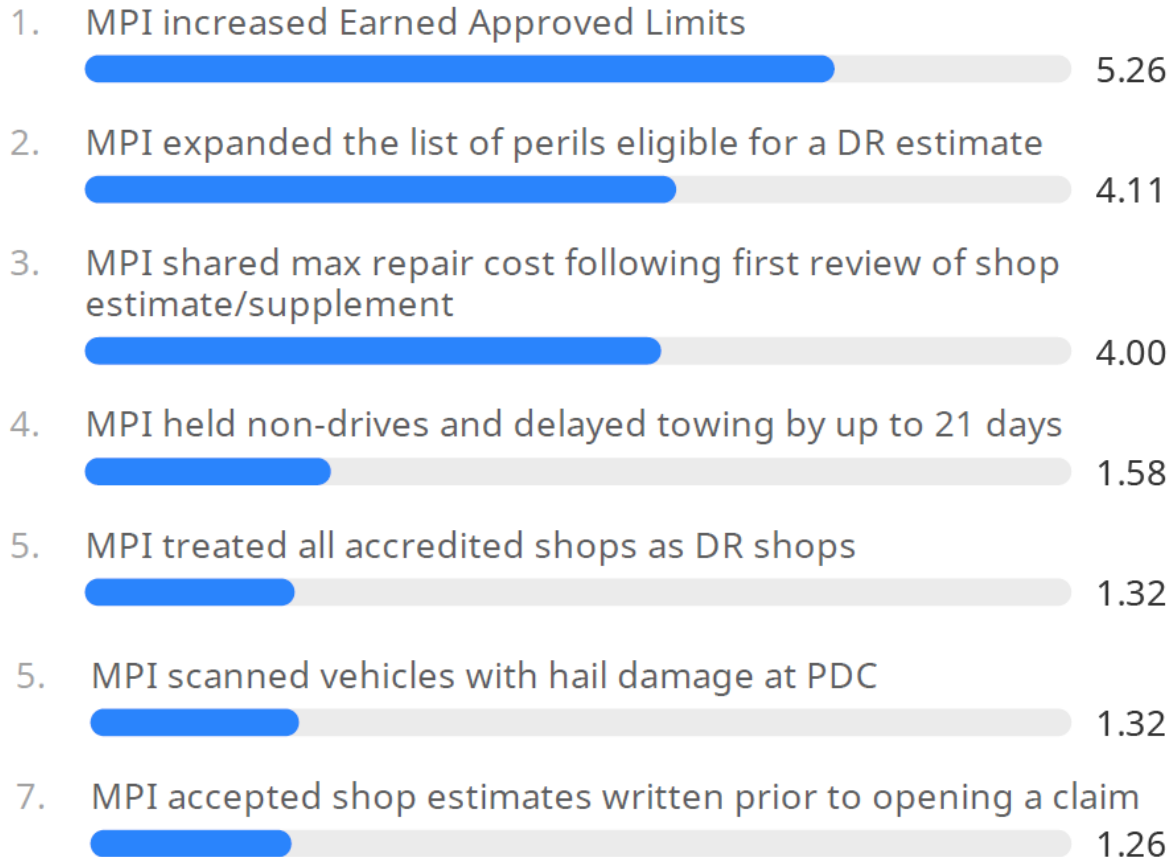 1. MPI increased Earned Approved Limits
5.26
2. MPI expanded the list of perils eligible for a DR estimate
4.11
3. MPI shared max repair cost following first review of shop
estimate/supplement
4.00
4. MPI held non-drives and delayed towing by up to 21 days
1.58
5. MPI treated all accredited shops as DR shops
1.32
5. MPI scanned vehicles with hail damage at PDC
1.32
7. MPI accepted shop estimates written prior to opening a claim
1.26